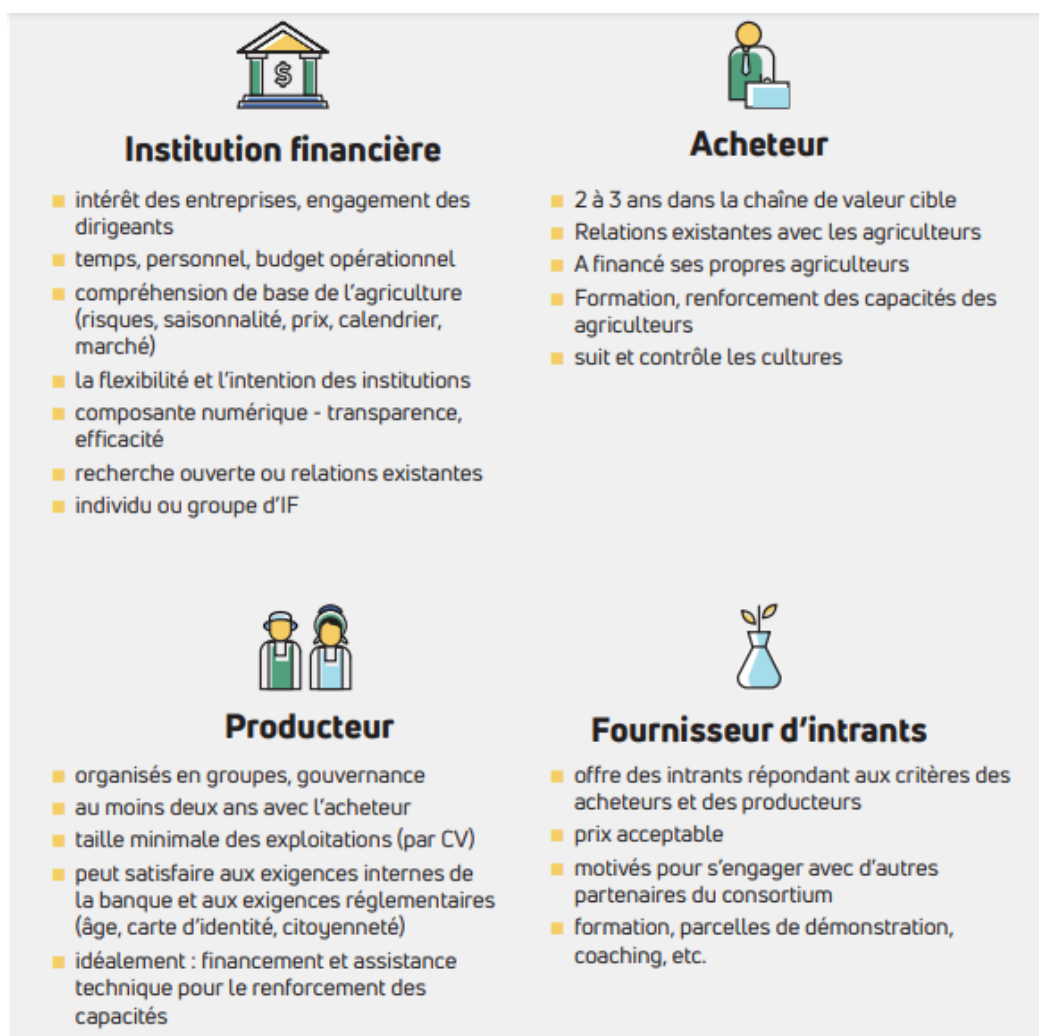 $
Institution financière
intérêt des entreprises, engagement des
dirigeants
temps, personnel, budget opérationnel
compréhension de base de l'agriculture
(risques, saisonnalité, prix, calendrier,
marché)
la flexibilité et l'intention des institutions
composante numérique - transparence,
efficacité
recherche ouverte ou relations existantes
individu ou groupe d'IF
Acheteur
2 à 3 ans dans la chaîne de valeur cible
Relations existantes avec les agriculteurs
A financé ses propres agriculteurs
Formation, renforcement des capacités des
agriculteurs
suit et contrôle les cultures
Producteur
organisés en groupes, gouvernance
au moins deux ans avec l'acheteur
taille minimale des exploitations (par CV)
peut satisfaire aux exigences internes de
la banque et aux exigences réglementaires
(âge, carte d'identité, citoyenneté)
idéalement : financement et assistance
technique pour le renforcement des
capacités
Fournisseur d'intrants
offre des intrants répondant aux critères des
acheteurs et des producteurs
prix acceptable
motivés pour s'engager avec d'autres
partenaires du consortium
formation, parcelles de démonstration,
coaching, etc.